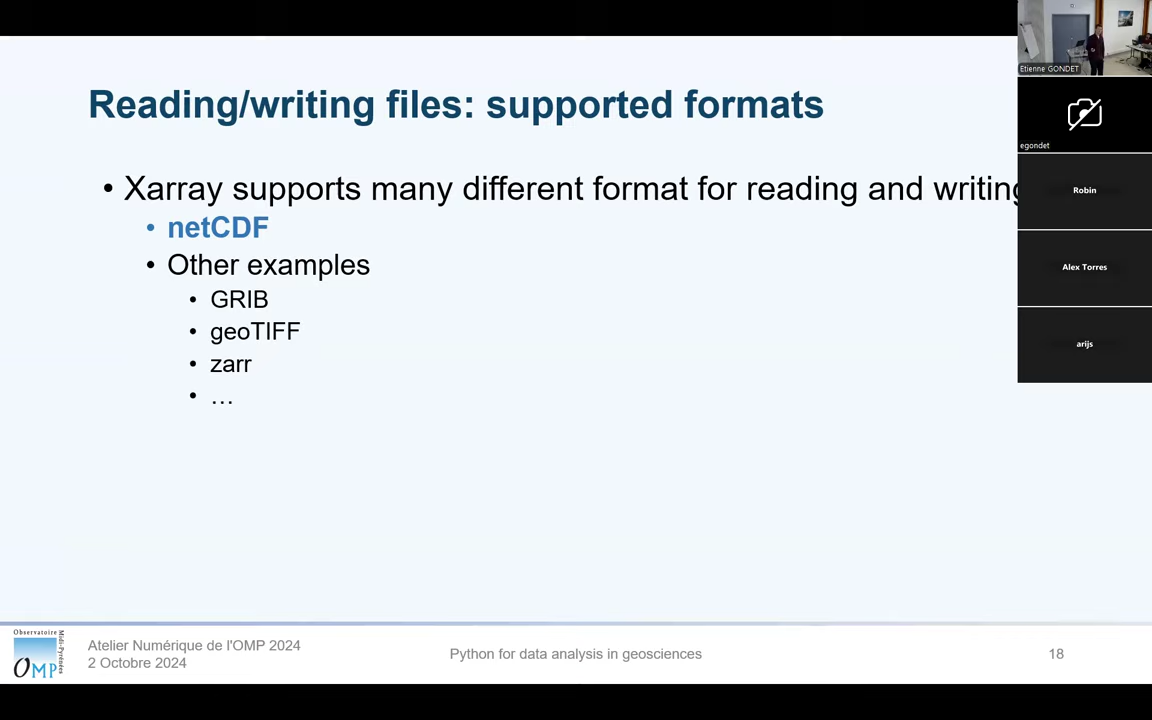 Reading/writing files: supported formats
• Xarray supports many different format for reading and writing
• netCDF
• Other examples
• GRIB
• geoTIFF
• zarr
• …
Etienne GONDET
egondet
Robin
Alex Torres
arijs
Observatoire
Midi-Pyrénées
OMP
Atelier Numérique de l'OMP 2024
2 Octobre 2024
Python for data analysis in geosciences
18